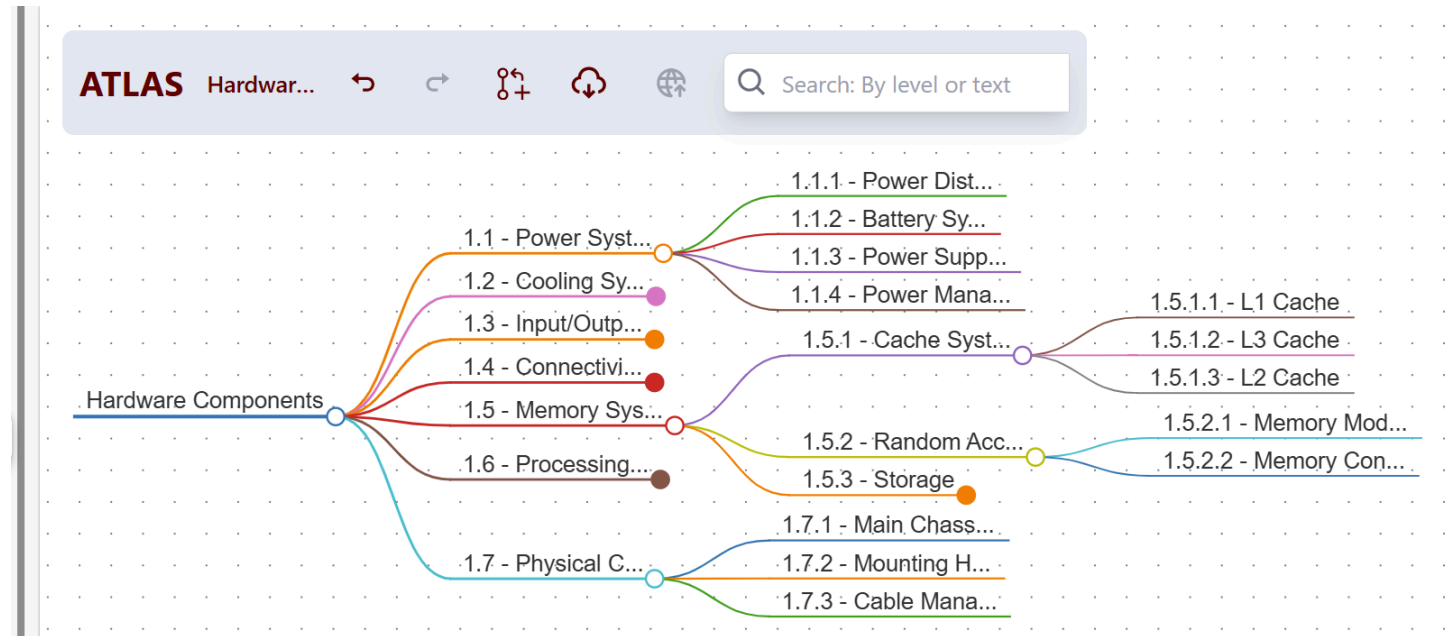 ATLAS Hardwar... Search: By level or text
Hardware Components
1.1 - Power Syst...
1.1.1 - Power Dist...
1.1.2 - Battery Sy...
1.1.3 - Power Supp...
1.1.4 - Power Mana...
1.2 - Cooling Sy...
1.3 - Input/Outp...
1.4 - Connectivi...
1.5 - Memory Sys...
1.5.1 - Cache Syst...
1.5.1.1 - L1 Cache
1.5.1.2 - L3 Cache
1.5.1.3 - L2 Cache
1.5.2 - Random Acc...
1.5.2.1 - Memory Mod...
1.5.2.2 - Memory Con...
1.5.3 - Storage
1.6 - Processing...
1.7 - Physical C...
1.7.1 - Main Chass...
1.7.2 - Mounting H...
1.7.3 - Cable Mana...